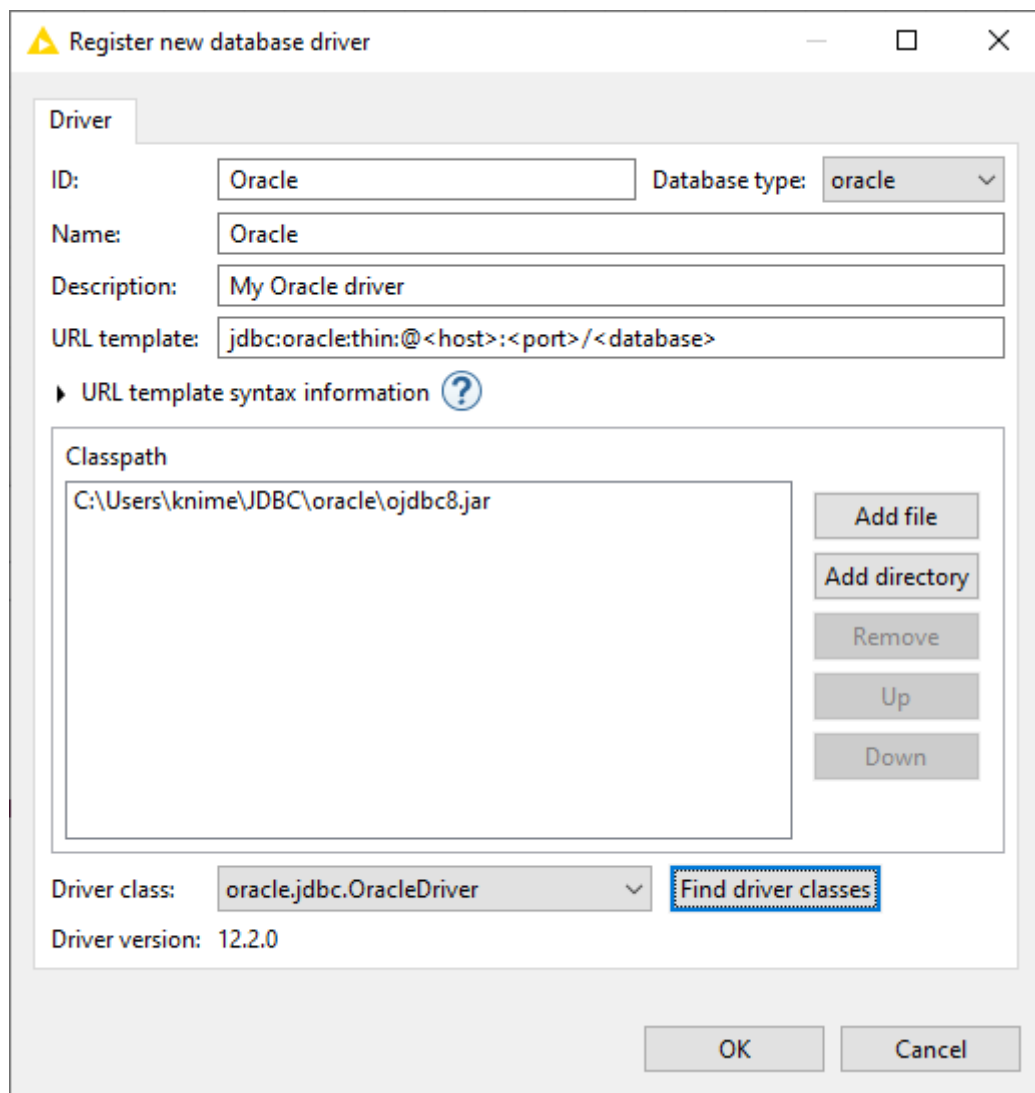 Register new database driver
Driver
ID: Oracle Database type: oracle
Name: Oracle
Description: My Oracle driver
URL template: jdbc:oracle:thin:@<host>:<port>/<database>
URL template syntax information ?
Classpath
C:\Users\knime\JDBC\oracle\ojdbc8.jar
Add file
Add directory
Remove
Up
Down
Driver class: oracle.jdbc.OracleDriver Find driver classes
Driver version: 12.2.0
OK Cancel